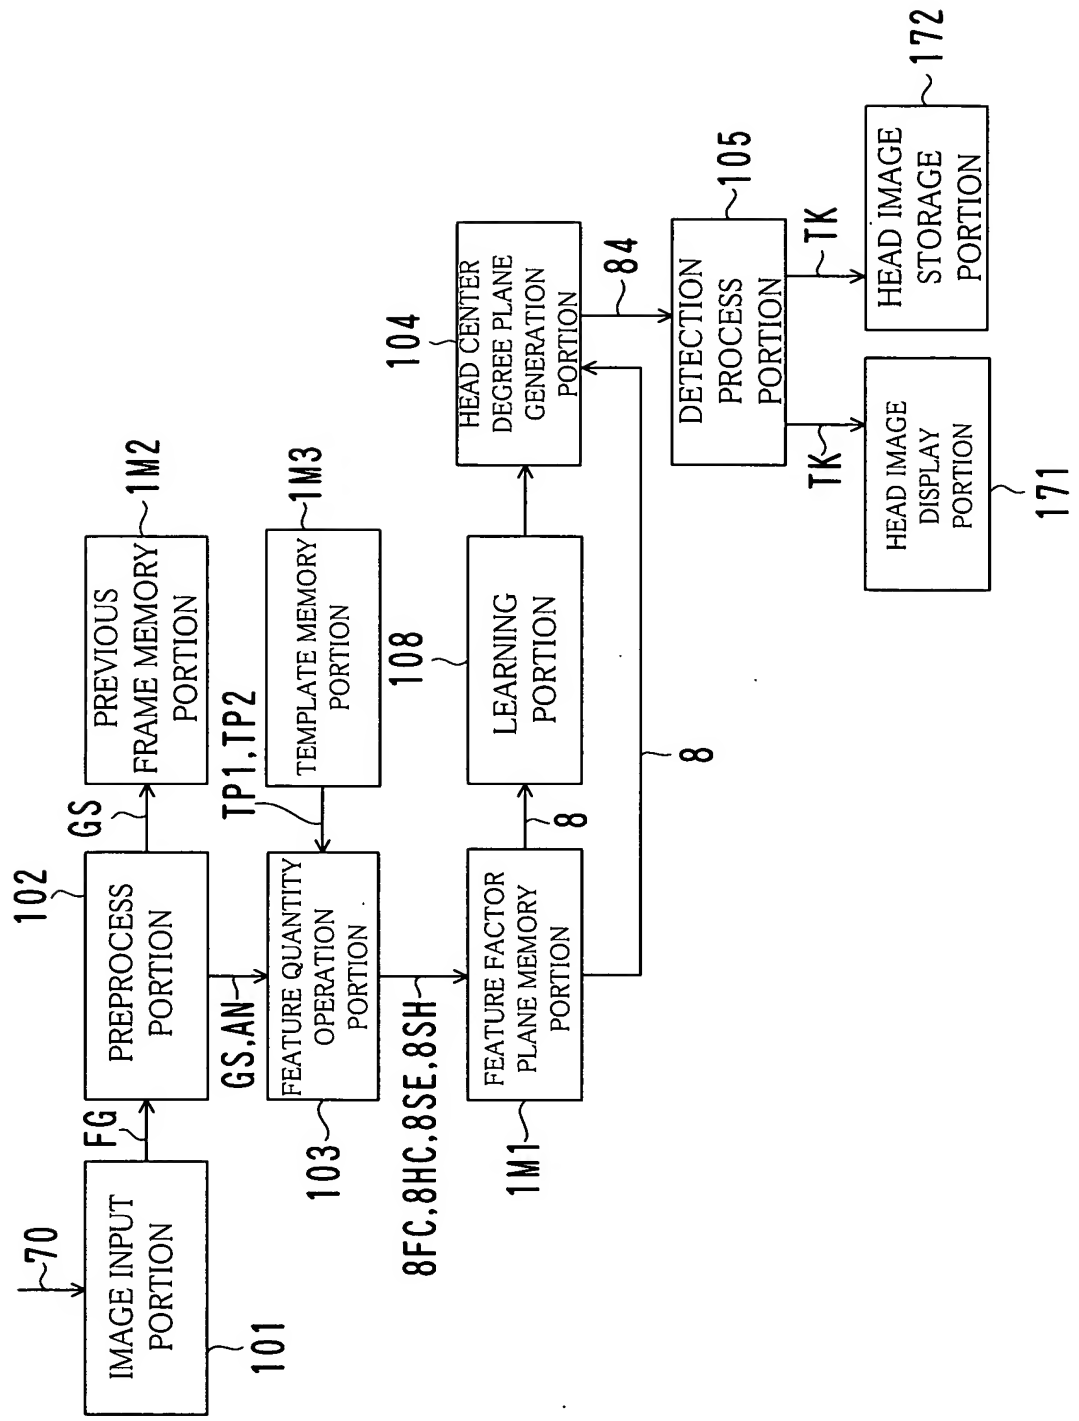 70
IMAGE INPUT
PORTION
101
FG
102
PREPROCESS
PORTION
GS
1M2
PREVIOUS
FRAME MEMORY
PORTION
GS,AN
103
FEATURE QUANTITY
OPERATION
PORTION
TP1,TP2
1M3
TEMPLATE MEMORY
PORTION
8FC,8HC,8SE,8SH
1M1
FEATURE FACTOR
PLANE MEMORY
PORTION
8
108
LEARNING
PORTION
8
104
HEAD CENTER
DEGREE PLANE
GENERATION
PORTION
84
105
DETECTION
PROCESS
PORTION
TK
TK
HEAD IMAGE
DISPLAY
PORTION
171
HEAD IMAGE
STORAGE
PORTION
172